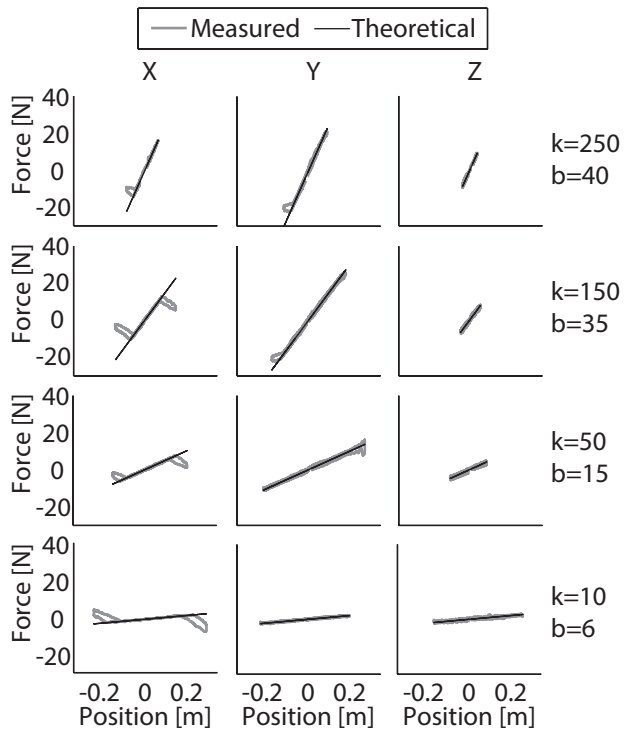 Measured Theoretical
X Y Z
40
20
0
-20
Force [N]
k=250
b=40
40
20
0
-20
Force [N]
k=150
b=35
40
20
0
-20
Force [N]
k=50
b=15
40
20
0
-20
Force [N]
k=10
b=6
-0.2 0 0.2 -0.2 0 0.2 -0.2 0 0.2
Position [m] Position [m] Position [m]